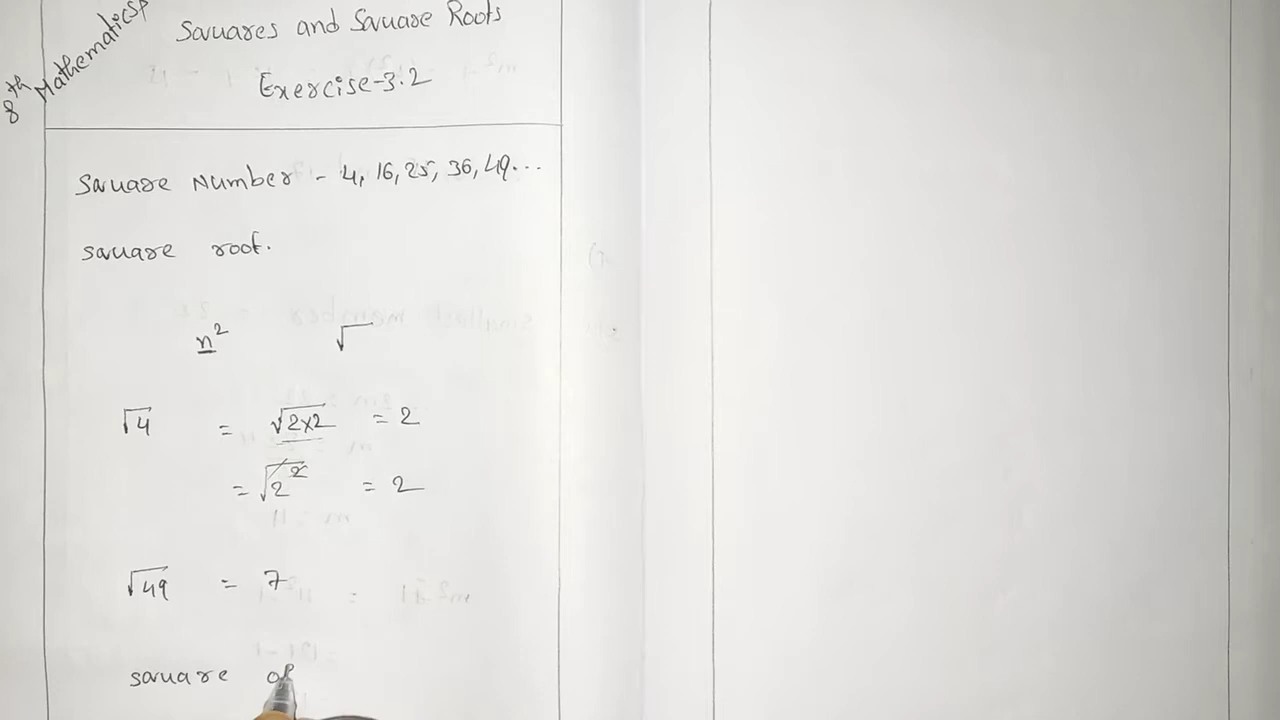 8th Mathematics
Squares and Square Roots
Exercise-3.2
Square Number - 4, 16, 25, 36, 49...
square root.
n² √
√4 = √2×2 = 2
= √2² = 2
√49 = 7
square of